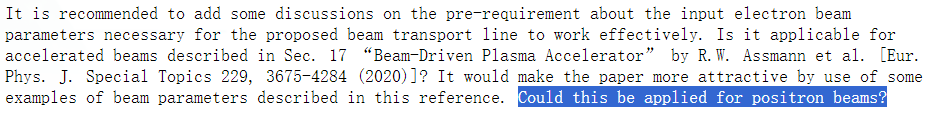 It is recommended to add some discussions on the pre-requirement about the input electron beam
parameters necessary for the proposed beam transport line to work effectively. Is it applicable for
accelerated beams described in Sec. 17 “Beam-Driven Plasma Accelerator” by R.W. Assmann et al. [Eur.
Phys. J. Special Topics 229, 3675-4284 (2020)]? It would make the paper more attractive by use of some
examples of beam parameters described in this reference. Could this be applied for positron beams?